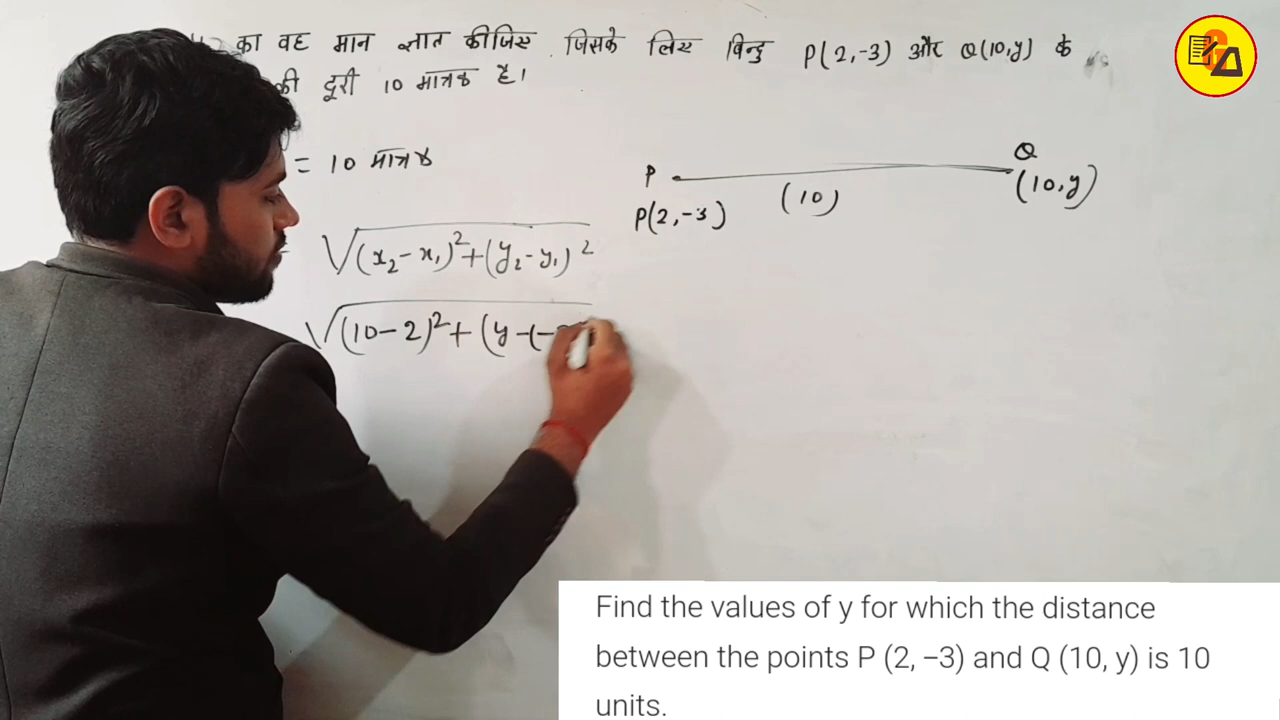 का वह मान ज्ञात कीजिए जिसके लिए बिन्दु P(2,-3) और Q(10,y) के
की दूरी 10 मात्रक है।
= 10 मात्रक
P
Q
(10)
(10,y)
P(2,-3)
√(x₂-x₁)²+(y₂-y₁)²
√(10-2)²+(y-(-
Find the values of y for which the distance
between the points P (2, −3) and Q (10, y) is 10
units.